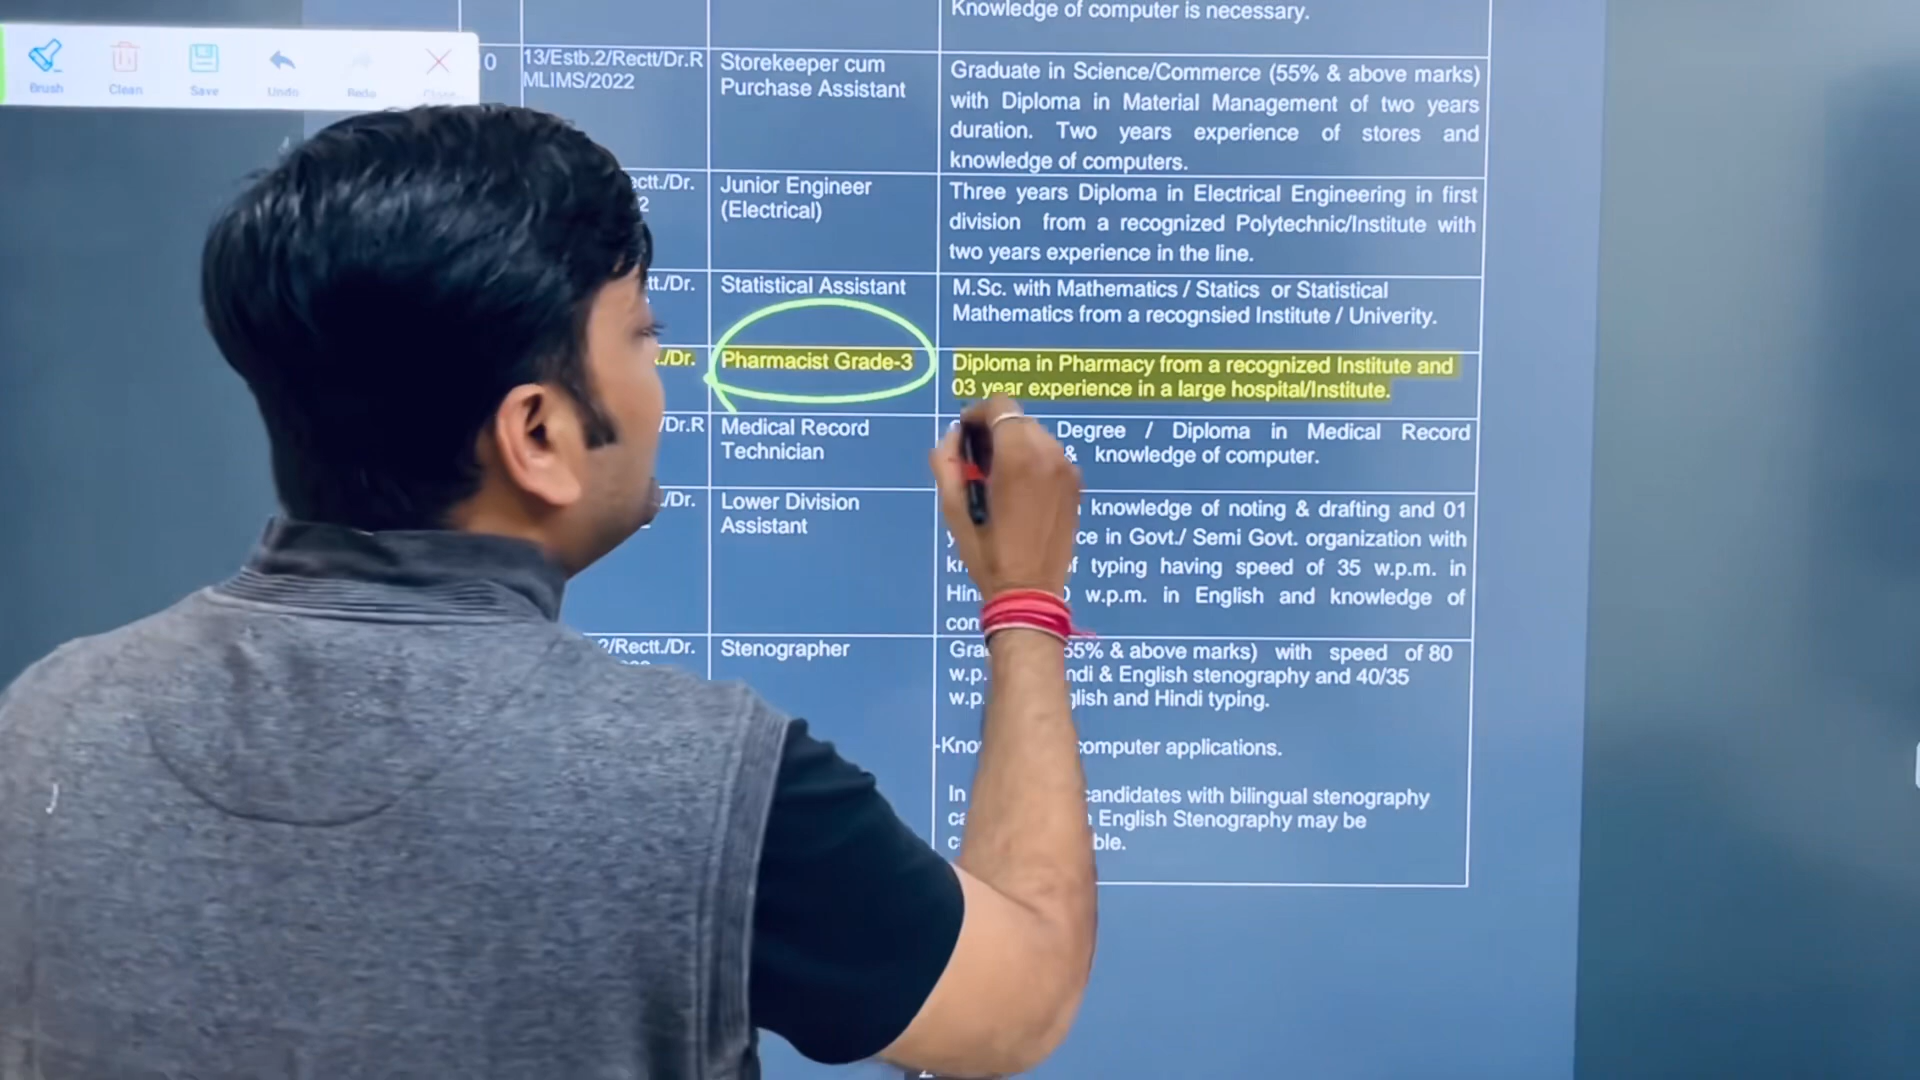 Knowledge of computer is necessary.
Brush
Clean
Save
Undo
Redo
Close
0
13/Estb.2/Rectt/Dr.R
MLIMS/2022
Storekeeper cum
Purchase Assistant
Graduate in Science/Commerce (55% & above marks)
with Diploma in Material Management of two years
duration. Two years experience of stores and
knowledge of computers.
ectt./Dr.
2
Junior Engineer
(Electrical)
Three years Diploma in Electrical Engineering in first
division from a recognized Polytechnic/Institute with
two years experience in the line.
tt./Dr.
Statistical Assistant
M.Sc. with Mathematics / Statics or Statistical
Mathematics from a recognsied Institute / Univerity.
./Dr.
Pharmacist Grade-3
Diploma in Pharmacy from a recognized Institute and
03 year experience in a large hospital/Institute.
/Dr.R
Medical Record
Technician
Degree / Diploma in Medical Record
& knowledge of computer.
./Dr.
Lower Division
Assistant
knowledge of noting & drafting and 01
ce in Govt./ Semi Govt. organization with
f typing having speed of 35 w.p.m. in
Hin w.p.m. in English and knowledge of
com
2/Rectt./Dr.
Stenographer
Gra 55% & above marks) with speed of 80
w.p. ndi & English stenography and 40/35
w.p. glish and Hindi typing.
-Kno computer applications.
In candidates with bilingual stenography
ca English Stenography may be
c ble.